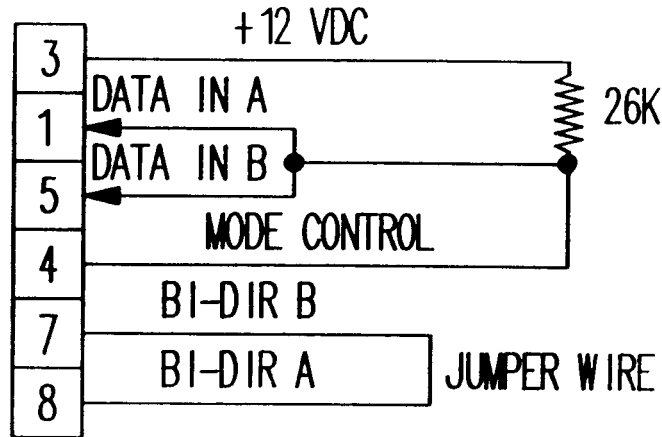 +12 VDC
3
DATA IN A
26K
1
DATA IN B
5
MODE CONTROL
4
BI-DIR B
7
BI-DIR A
JUMPER WIRE
8